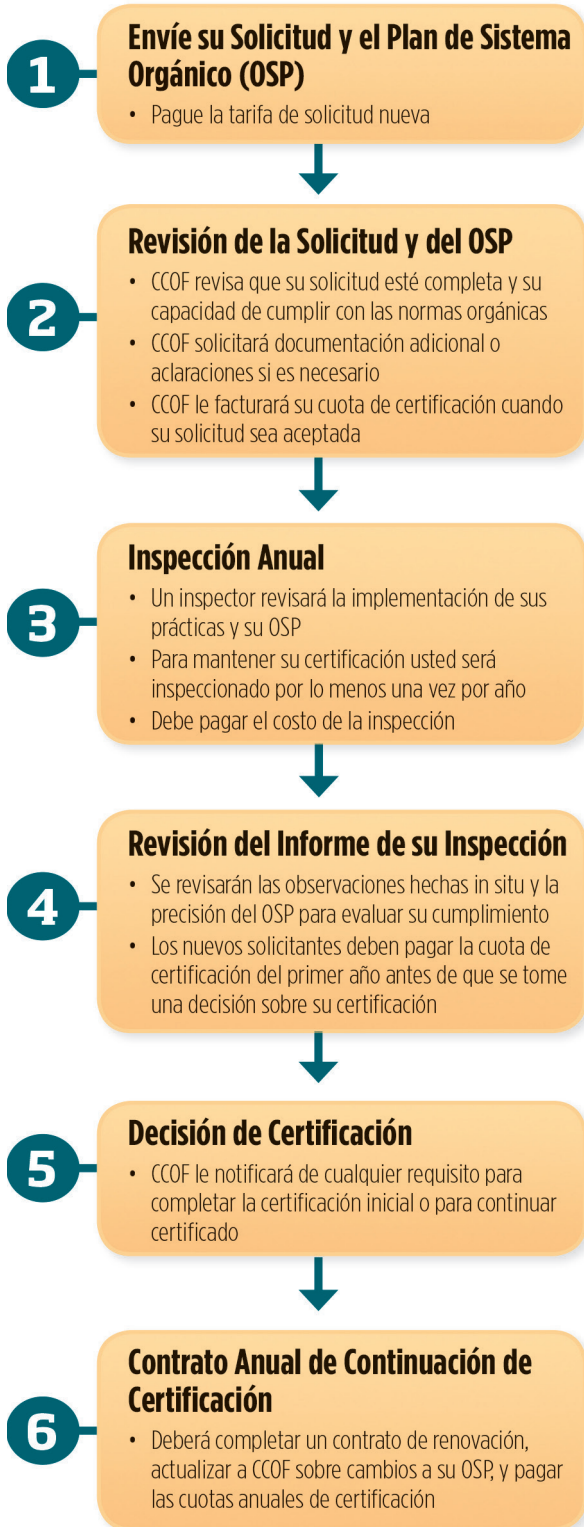 1
Envíe su Solicitud y el Plan de Sistema
Orgánico (OSP)
• Pague la tarifa de solicitud nueva
2
Revisión de la Solicitud y del OSP
• CCOF revisa que su solicitud esté completa y su
capacidad de cumplir con las normas orgánicas
• CCOF solicitará documentación adicional o
aclaraciones si es necesario
• CCOF le facturará su cuota de certificación cuando
su solicitud sea aceptada
3
Inspección Anual
• Un inspector revisará la implementación de sus
prácticas y su OSP
• Para mantener su certificación usted será
inspeccionado por lo menos una vez por año
• Debe pagar el costo de la inspección
4
Revisión del Informe de su Inspección
• Se revisarán las observaciones hechas in situ y la
precisión del OSP para evaluar su cumplimiento
• Los nuevos solicitantes deben pagar la cuota de
certificación del primer año antes de que se tome
una decisión sobre su certificación
5
Decisión de Certificación
• CCOF le notificará de cualquier requisito para
completar la certificación inicial o para continuar
certificado
6
Contrato Anual de Continuación de
Certificación
• Deberá completar un contrato de renovación,
actualizar a CCOF sobre cambios a su OSP, y pagar
las cuotas anuales de certificación